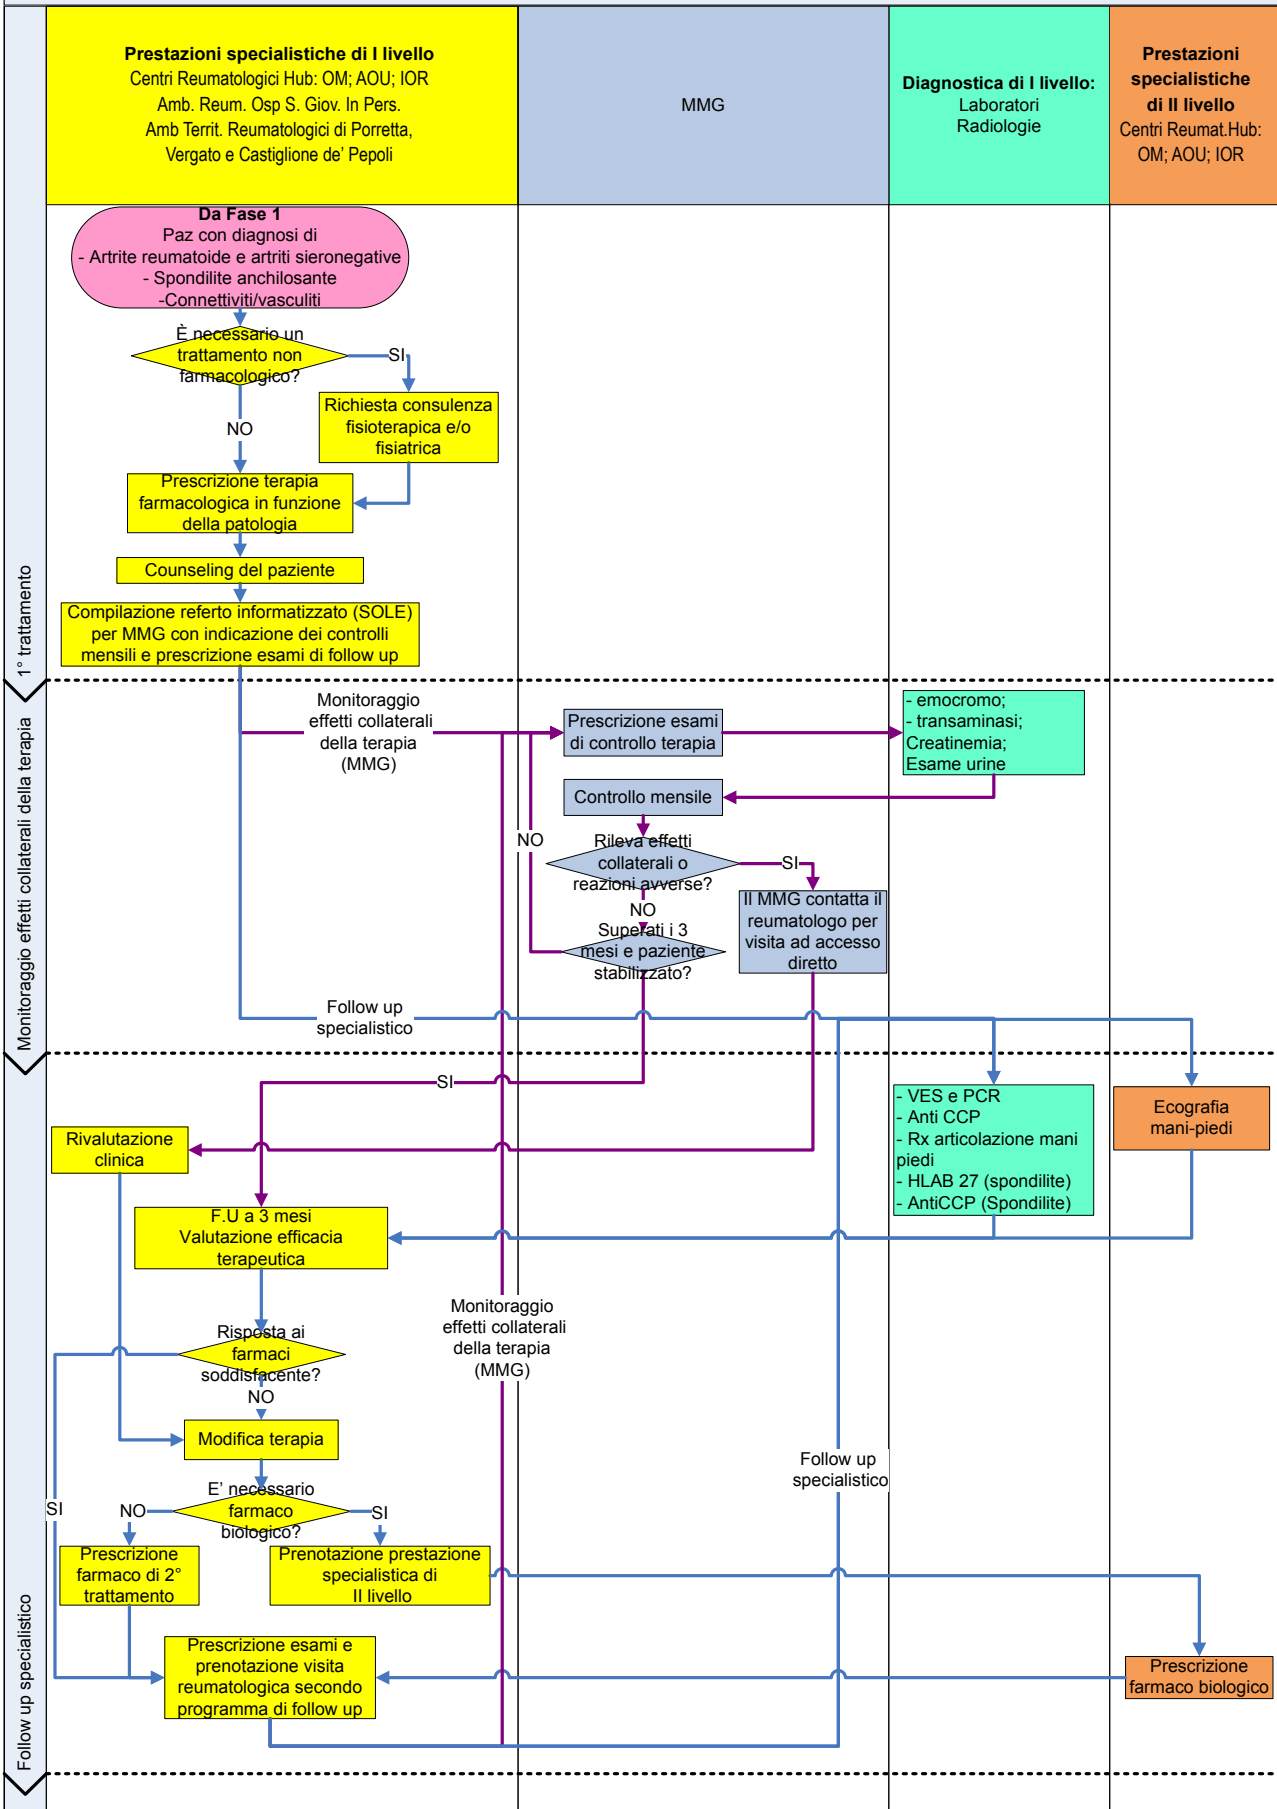 Prestazioni specialistiche di I livello
Centri Reumatologici Hub: OM; AOU; IOR
Amb. Reum. Osp S. Giov. In Pers.
Amb Territ. Reumatologici di Porretta,
Vergato e Castiglione de' Pepoli
MMG
Diagnostica di I livello:
Laboratori
Radiologie
Prestazioni
specialistiche
di II livello
Centri Reumat.Hub:
OM; AOU; IOR
1° trattamento
Da Fase 1
Paz con diagnosi di
- Artrite reumatoide e artriti sieronegative
- Spondilite anchilosante
-Connettiviti/vasculiti
È necessario un
trattamento non
farmacologico?
SI
NO
Richiesta consulenza
fisioterapica e/o
fisiatrica
Prescrizione terapia
farmacologica in funzione
della patologia
Counseling del paziente
Compilazione referto informatizzato (SOLE)
per MMG con indicazione dei controlli
mensili e prescrizione esami di follow up
Monitoraggio effetti collaterali della terapia
Monitoraggio
effetti collaterali
della terapia
(MMG)
Prescrizione esami
di controllo terapia
- emocromo;
- transaminasi;
Creatinemia;
Esame urine
Controllo mensile
NO
Rileva effetti
collaterali o
reazioni avverse?
SI
NO
Il MMG contatta il
reumatologo per
visita ad accesso
diretto
Superati i 3
mesi e paziente
stabilizzato?
Follow up
specialistico
Follow up specialistico
SI
- VES e PCR
- Anti CCP
- Rx articolazione mani
piedi
- HLAB 27 (spondilite)
- AntiCCP (Spondilite)
Ecografia
mani-piedi
Rivalutazione
clinica
F.U a 3 mesi
Valutazione efficacia
terapeutica
Monitoraggio
effetti collaterali
della terapia
(MMG)
Risposta ai
farmaci
soddisfacente?
NO
Modifica terapia
Follow up
specialistico
SI
E' necessario
farmaco
biologico?
NO
SI
Prescrizione
farmaco di 2°
trattamento
Prenotazione prestazione
specialistica di
II livello
Prescrizione esami e
prenotazione visita
reumatologica secondo
programma di follow up
Prescrizione
farmaco biologico